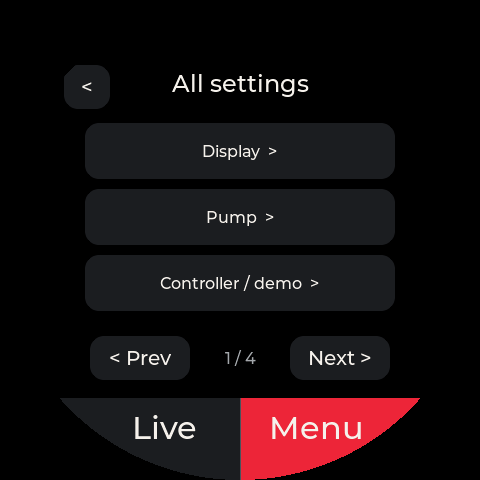 < All settings
Display >
Pump >
Controller / demo >
< Prev 1 / 4 Next >
Live Menu